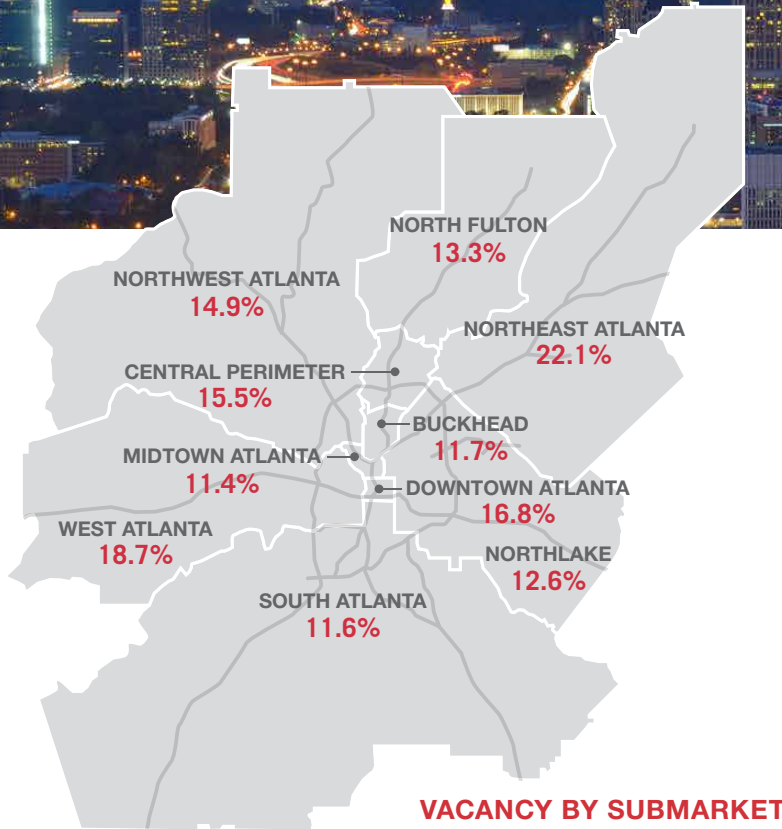 NORTH FULTON
13.3%
NORTHWEST ATLANTA
14.9%
NORTHEAST ATLANTA
22.1%
CENTRAL PERIMETER
15.5%
BUCKHEAD
11.7%
MIDTOWN ATLANTA
11.4%
DOWNTOWN ATLANTA
16.8%
WEST ATLANTA
18.7%
NORTHLAKE
12.6%
SOUTH ATLANTA
11.6%
VACANCY BY SUBMARKET